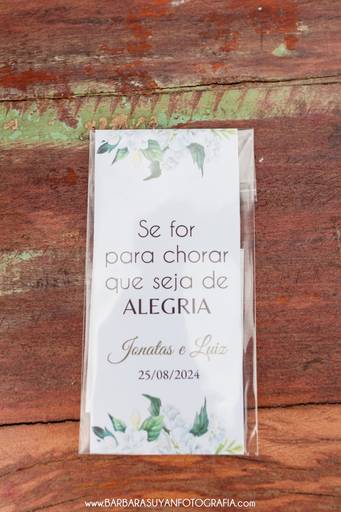 Se for
para chorar
que seja de
ALEGRIA
Jonatas e Luiz
25/08/2024
www.BARBARASUYANFOTOGRAFIA.com